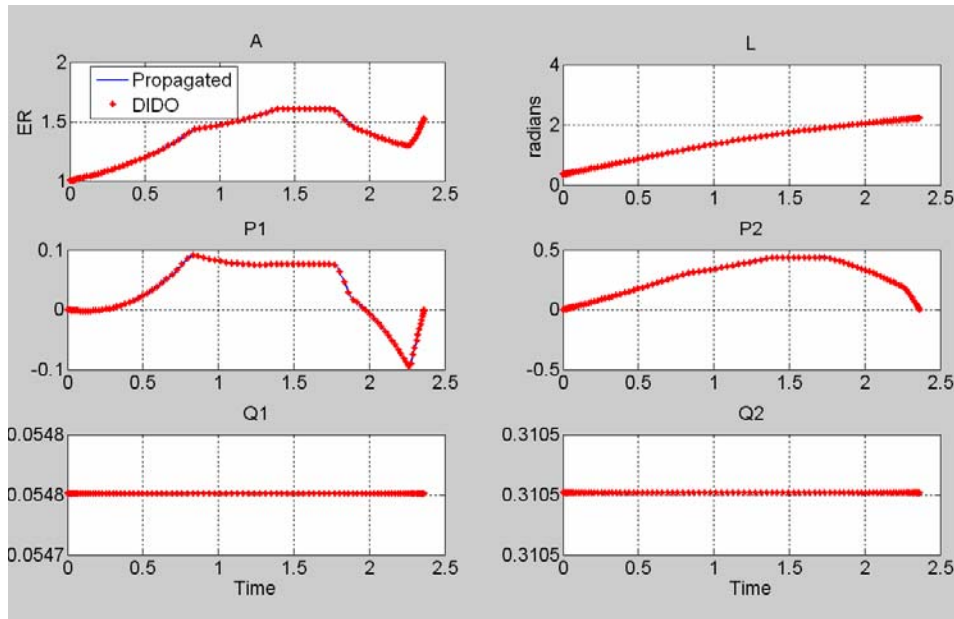 A
ER
2
1.5
1
Propagated
DIDO
0 0.5 1 1.5 2 2.5
L
radians
4
2
0
0 0.5 1 1.5 2 2.5
P1
0.1
0
-0.1
0 0.5 1 1.5 2 2.5
P2
0.5
0
-0.5
0 0.5 1 1.5 2 2.5
Q1
0.0548
0.0548
0.0547
0 0.5 1 1.5 2 2.5
Time
Q2
0.3105
0.3105
0.3105
0 0.5 1 1.5 2 2.5
Time